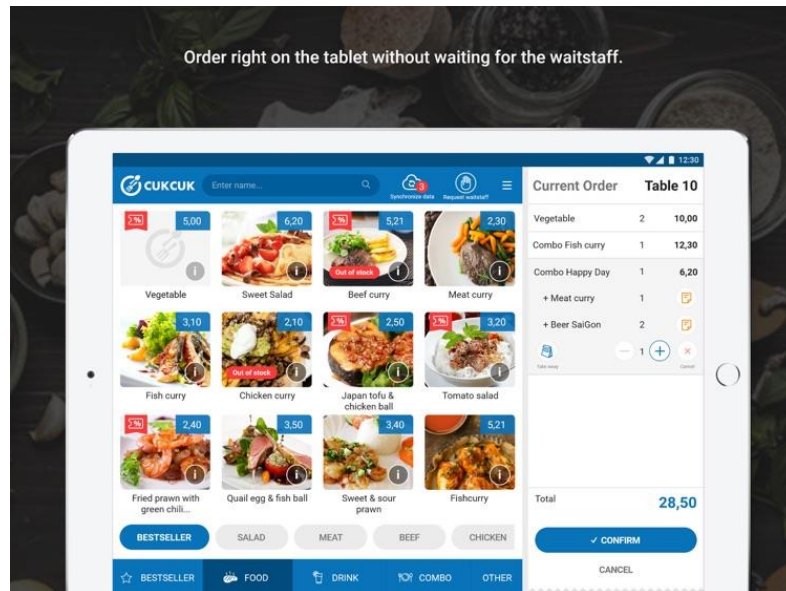 Order right on the tablet without waiting for the waitstaff.
12:30
CUKCUK
Enter name...
3
Synchronize data
Request waitstaff
Current Order
Table 10
% 5,00
6,20
% 5,21
2,30
Out of stock
Vegetable
Sweet Salad
Beef curry
Meat curry
3,10
2,10
% 2,50
% 3,20
Out of stock
Fish curry
Chicken curry
Japan tofu &
chicken ball
Tomato salad
% 2,40
3,50
3,40
5,21
Fried prawn with
green chili...
Quail egg & fish ball
Sweet & sour
prawn
Fishcurry
BESTSELLER
SALAD
MEAT
BEEF
CHICKEN
BESTSELLER
FOOD
DRINK
COMBO
OTHER
Vegetable 2 10,00
Combo Fish curry 1 12,30
Combo Happy Day 1 6,20
+ Meat curry 1
+ Beer SaiGon 2
1
Take away
Cancel
Total 28,50
CONFIRM
CANCEL